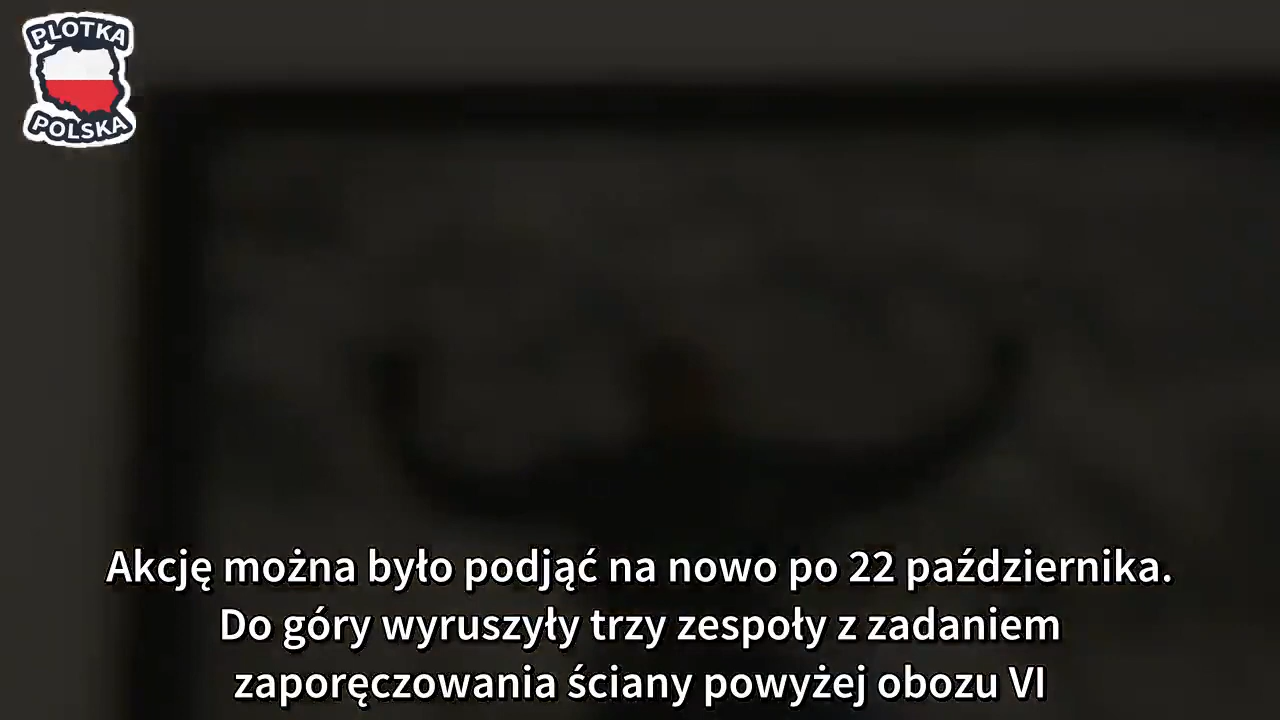 PLOTKA
POLSKA
Akcję można było podjąć na nowo po 22 października.
Do góry wyruszyły trzy zespoły z zadaniem
zaporęczowania ściany powyżej obozu VI